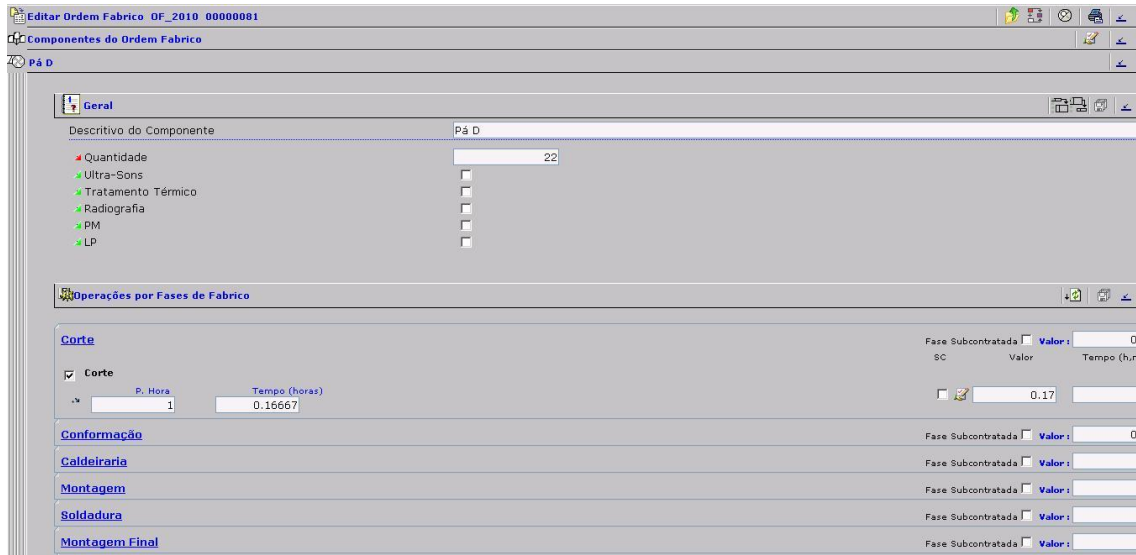 Editar Ordem Fabrico OF_2010 00000081
Componentes do Ordem Fabrico
Pá D
Geral
Descritivo do Componente Pá D
Quantidade 22
Ultra-Sons
Tratamento Térmico
Radiografia
PM
LP
Operações por Fases de Fabrico
Corte Fase Subcontratada Valor: 0
SC Valor Tempo (h,
Corte
P. Hora Tempo (horas)
1 0.16667 0.17
Conformação Fase Subcontratada Valor: 0
Caldeiraria Fase Subcontratada Valor:
Montagem Fase Subcontratada Valor:
Soldadura Fase Subcontratada Valor:
Montagem Final Fase Subcontratada Valor: